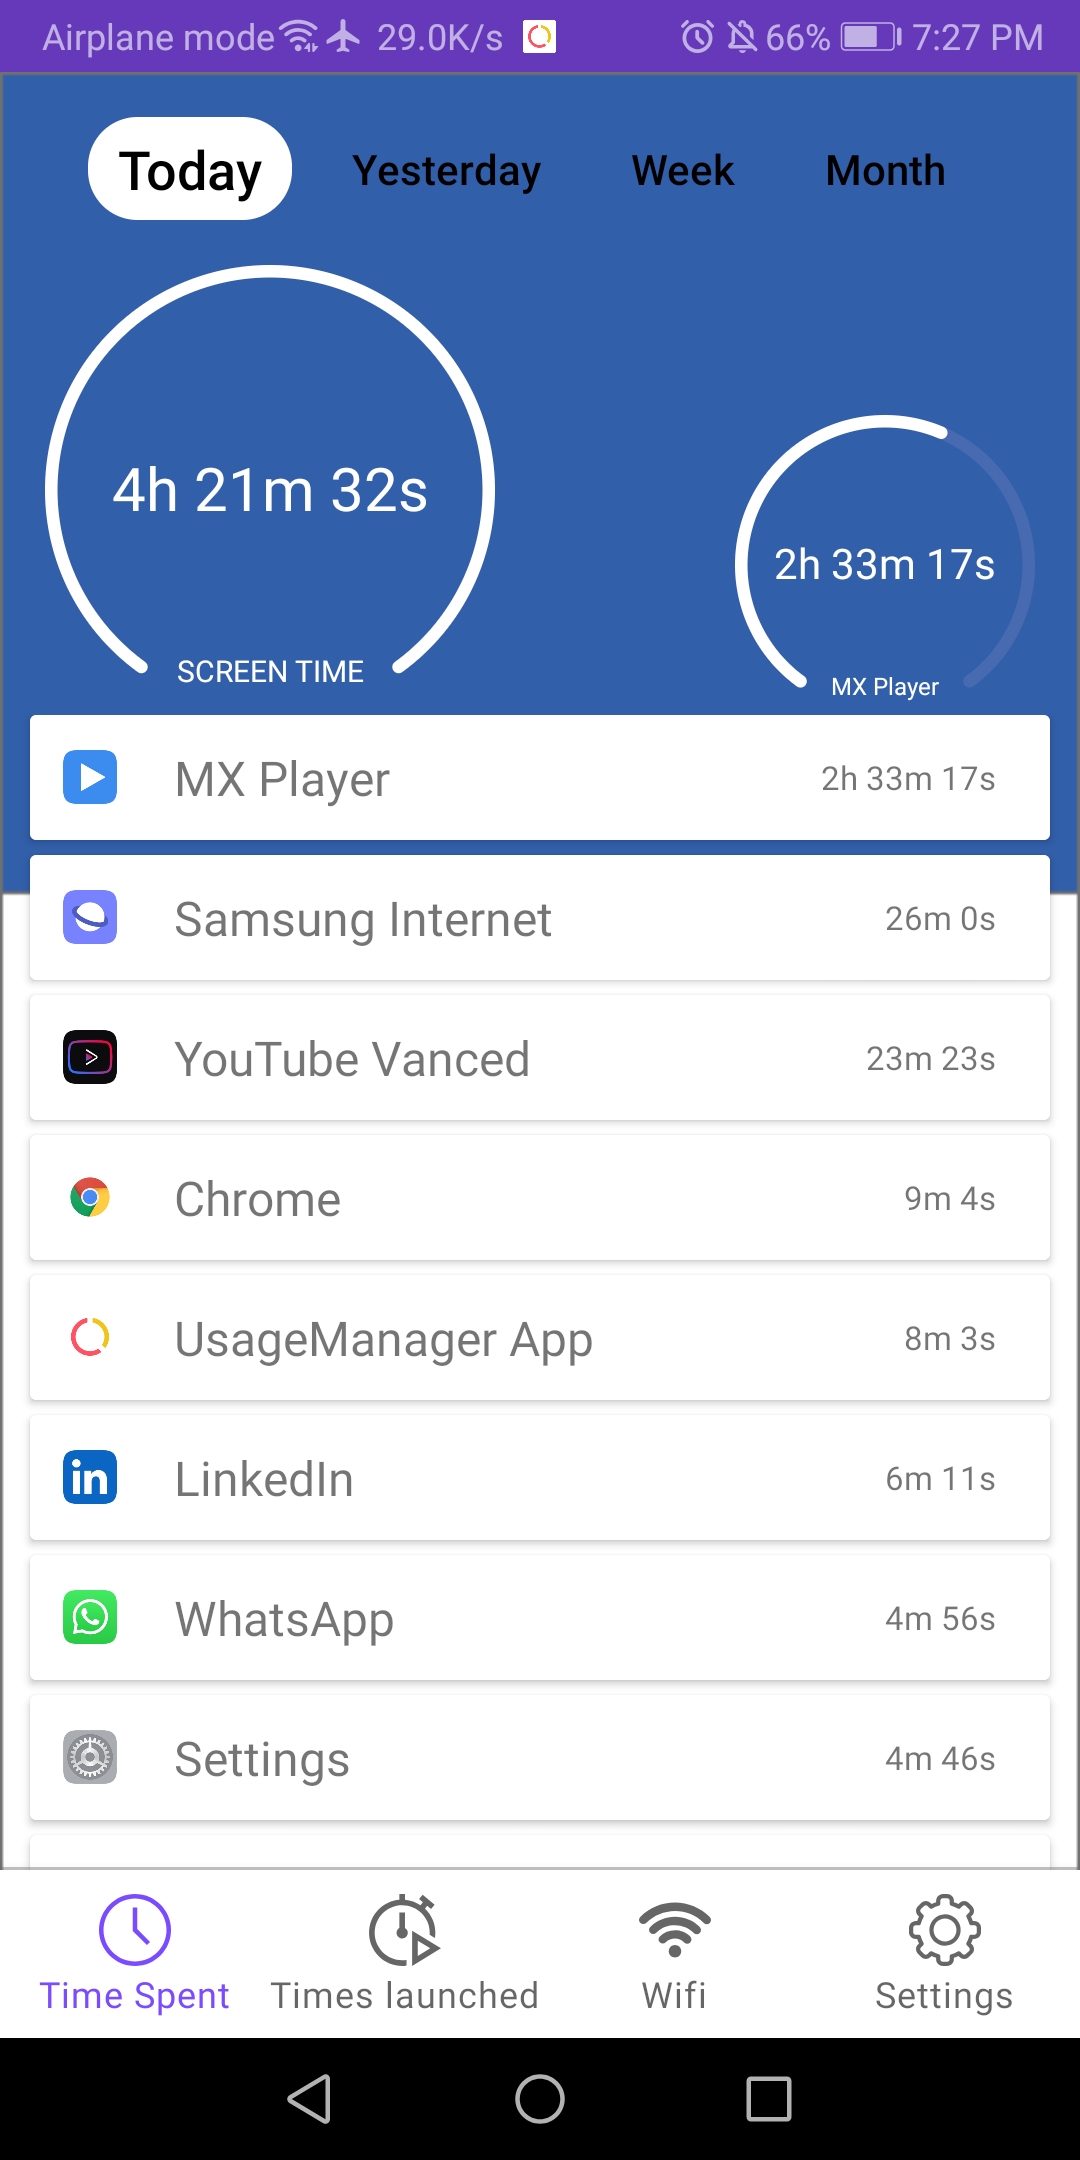 Airplane mode 29.0K/s 66% 7:27 PM
Today Yesterday Week Month
4h 21m 32s
2h 33m 17s
SCREEN TIME
MX Player
MX Player 2h 33m 17s
Samsung Internet 26m 0s
YouTube Vanced 23m 23s
Chrome 9m 4s
UsageManager App 8m 3s
in LinkedIn 6m 11s
WhatsApp 4m 56s
Settings 4m 46s
Time Spent Times launched Wifi Settings